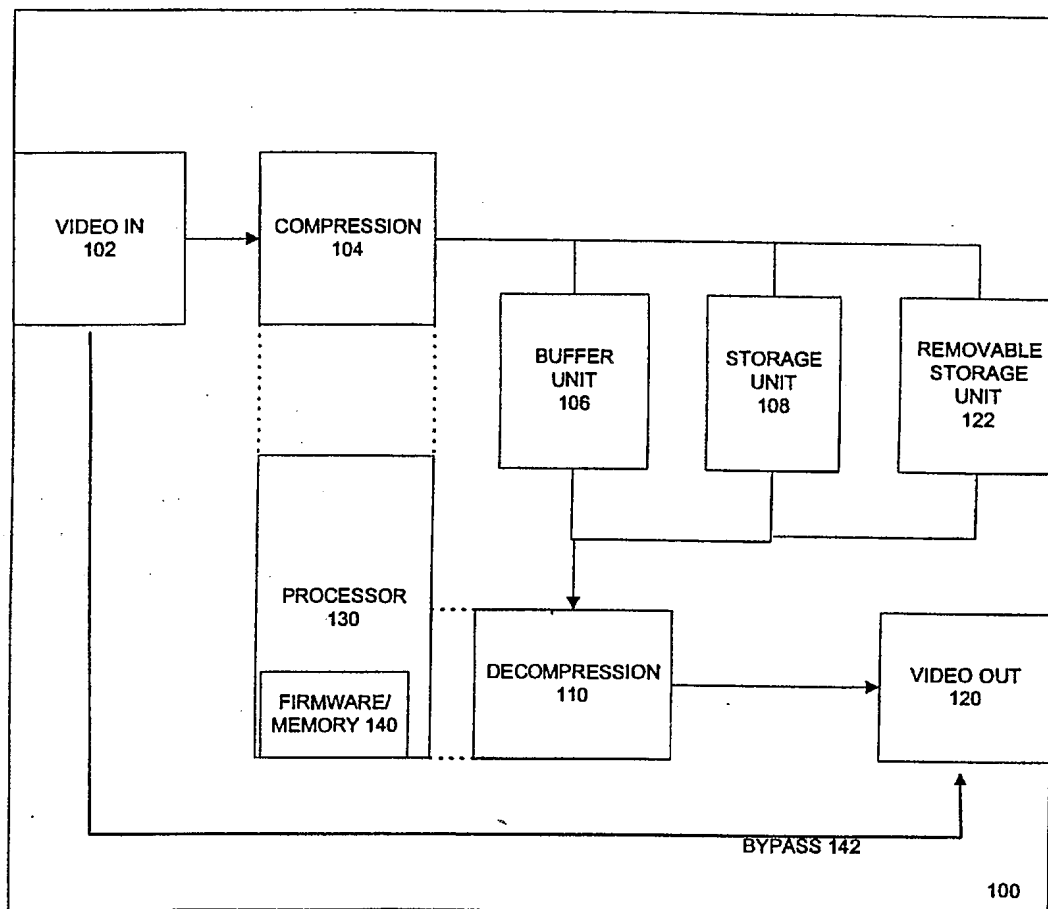 VIDEO IN
102
COMPRESSION
104
BUFFER
UNIT
106
STORAGE
UNIT
108
REMOVABLE
STORAGE
UNIT
122
PROCESSOR
130
FIRMWARE/
MEMORY 140
DECOMPRESSION
110
VIDEO OUT
120
BYPASS 142
100